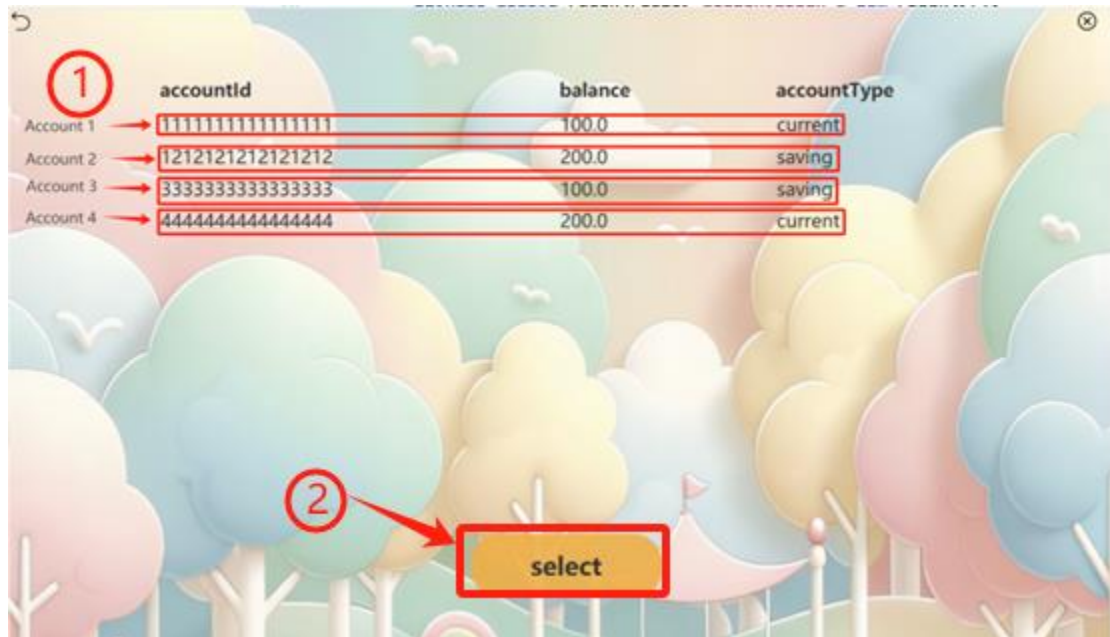 1
accountId balance accountType
Account 1 1111111111111111 100.0 current
Account 2 1212121212121212 200.0 saving
Account 3 3333333333333333 100.0 saving
Account 4 4444444444444444 200.0 current
2
select